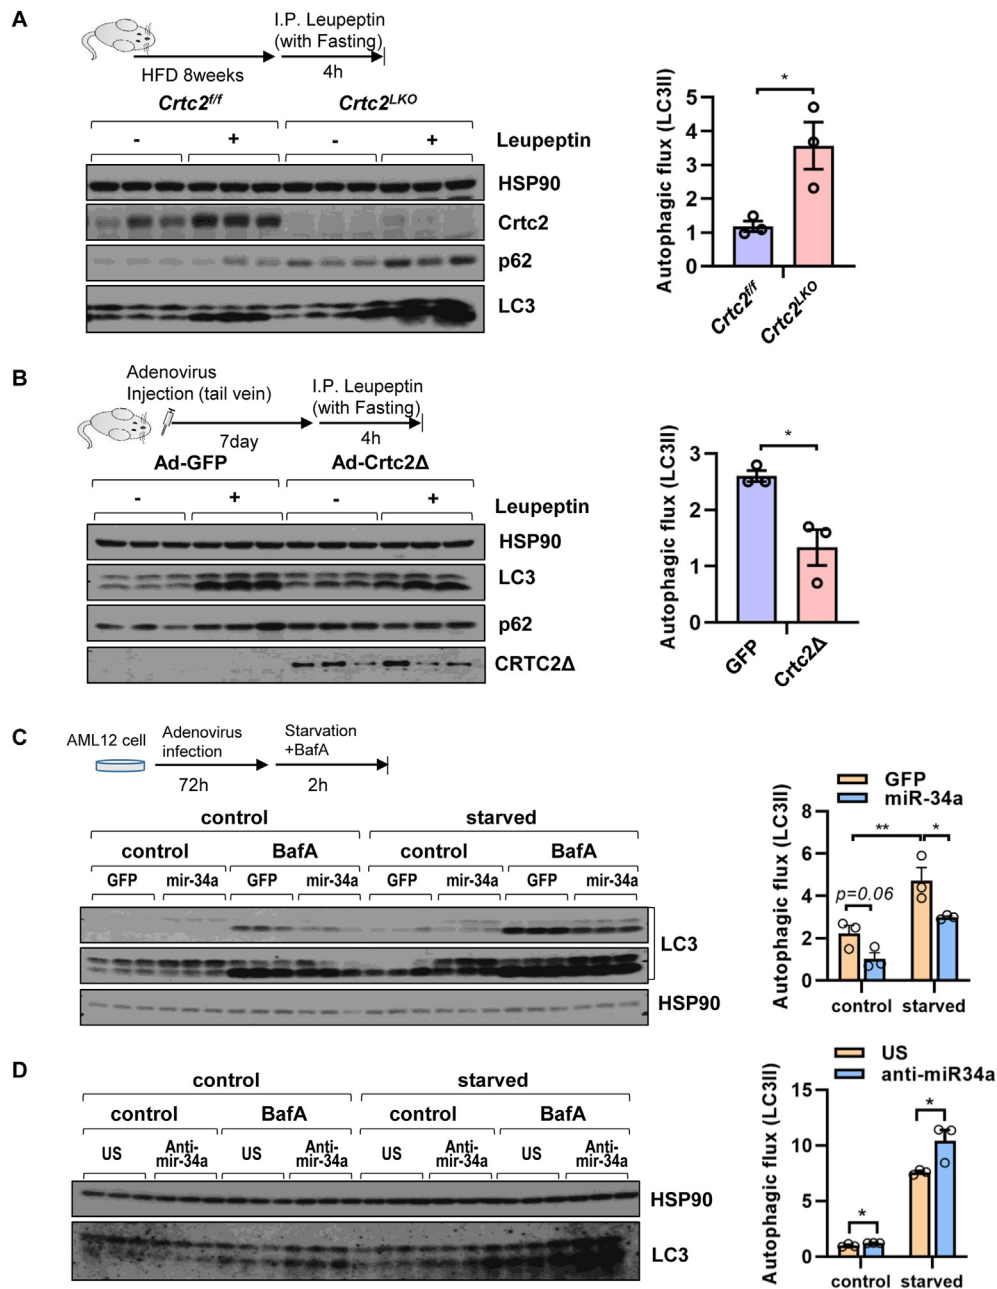 A
I.P. Leupeptin
(with Fasting)
HFD 8weeks
4h
Crtc2f/f
Crtc2LKO
-
+
-
+
Leupeptin
HSP90
Crtc2
p62
LC3
Autophagic flux (LC3II)
5
4
3
2
1
0
*
Crtc2f/f
Crtc2LKO
B
Adenovirus
Injection (tail vein)
I.P. Leupeptin
(with Fasting)
7day
4h
Ad-GFP
Ad-Crtc2Δ
-
+
-
+
Leupeptin
HSP90
LC3
p62
CRTC2Δ
Autophagic flux (LC3II)
3
2
1
0
*
GFP
Crtc2Δ
C
AML12 cell
Adenovirus
infection
Starvation
+BafA
72h
2h
control
starved
control
BafA
control
BafA
GFP mir-34a GFP mir-34a GFP mir-34a GFP mir-34a
LC3
HSP90
GFP
miR-34a
Autophagic flux (LC3II)
8
6
4
2
0
**
*
p=0.06
control
starved
D
control
starved
control
BafA
control
BafA
US Anti- US Anti- US Anti- US Anti-
mir-34a mir-34a mir-34a mir-34a
HSP90
LC3
US
anti-miR34a
Autophagic flux (LC3II)
15
10
5
0
*
*
control
starved